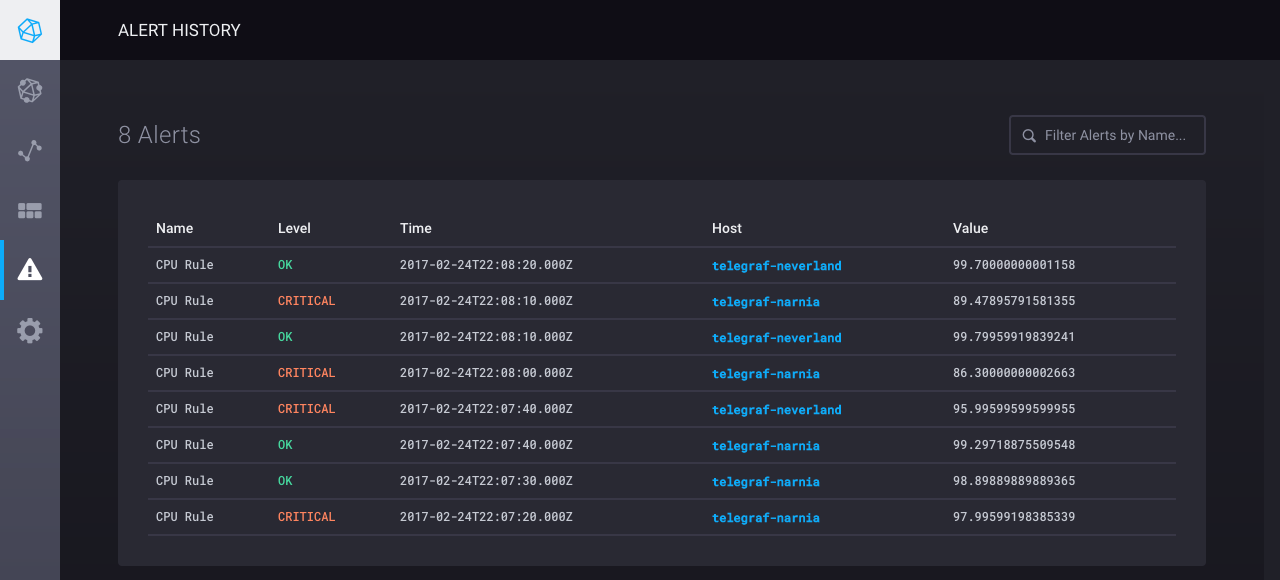 ALERT HISTORY
8 Alerts
Filter Alerts by Name...
Name Level Time Host Value
CPU Rule OK 2017-02-24T22:08:20.000Z telegraf-neverland 99.70000000001158
CPU Rule CRITICAL 2017-02-24T22:08:10.000Z telegraf-narnia 89.47895791581355
CPU Rule OK 2017-02-24T22:08:10.000Z telegraf-neverland 99.79959919839241
CPU Rule CRITICAL 2017-02-24T22:08:00.000Z telegraf-narnia 86.30000000002663
CPU Rule CRITICAL 2017-02-24T22:07:40.000Z telegraf-neverland 95.99599599599955
CPU Rule OK 2017-02-24T22:07:40.000Z telegraf-narnia 99.29718875509548
CPU Rule OK 2017-02-24T22:07:30.000Z telegraf-narnia 98.89889889889365
CPU Rule CRITICAL 2017-02-24T22:07:20.000Z telegraf-narnia 97.99599198385339